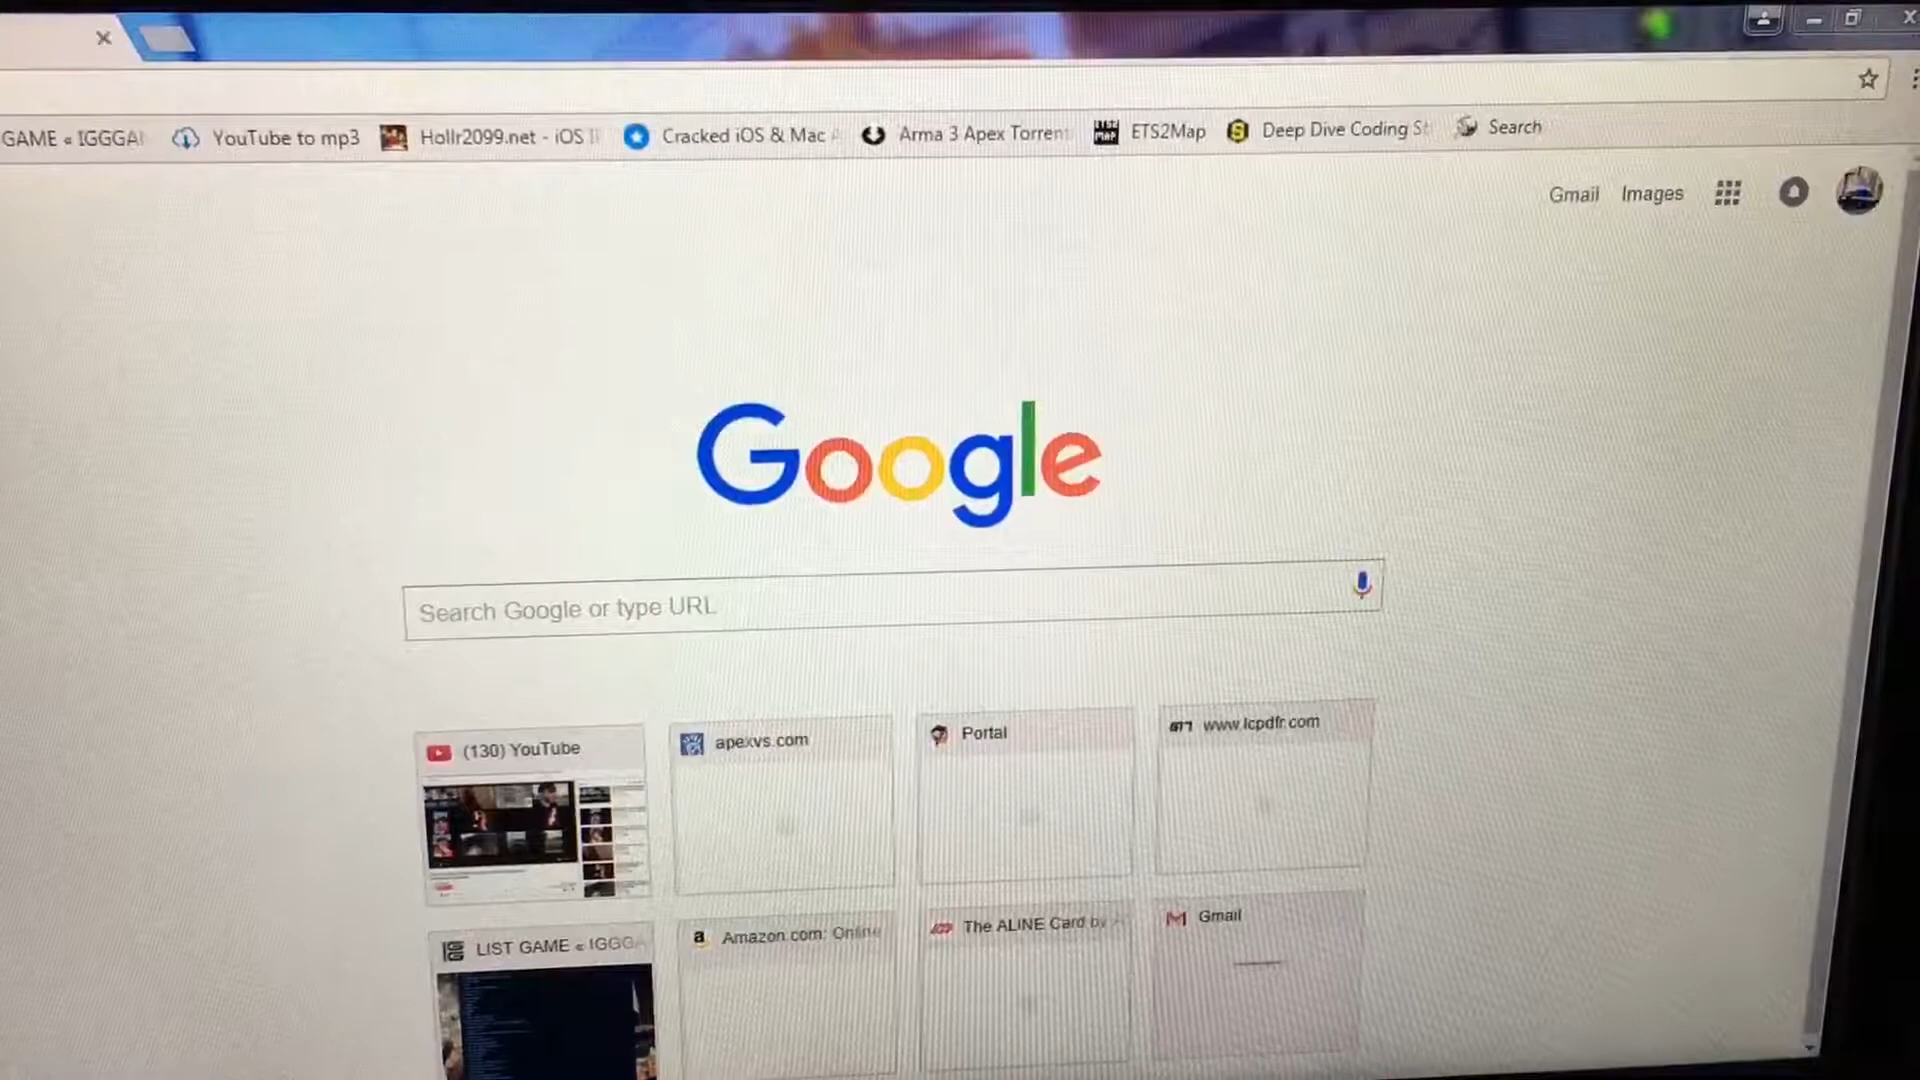 GAME « IGGGA
YouTube to mp3
Hollr2099.net - iOS
Cracked iOS & Mac
Arma 3 Apex Torrent
ETS2Map
Deep Dive Coding St
Search
Gmail Images
Google
Search Google or type URL
(130) YouTube
apexvs.com
Portal
www.lcpdfr.com
LIST GAME « IGGGA
Amazon.com: Online
The ALINE Card by
Gmail